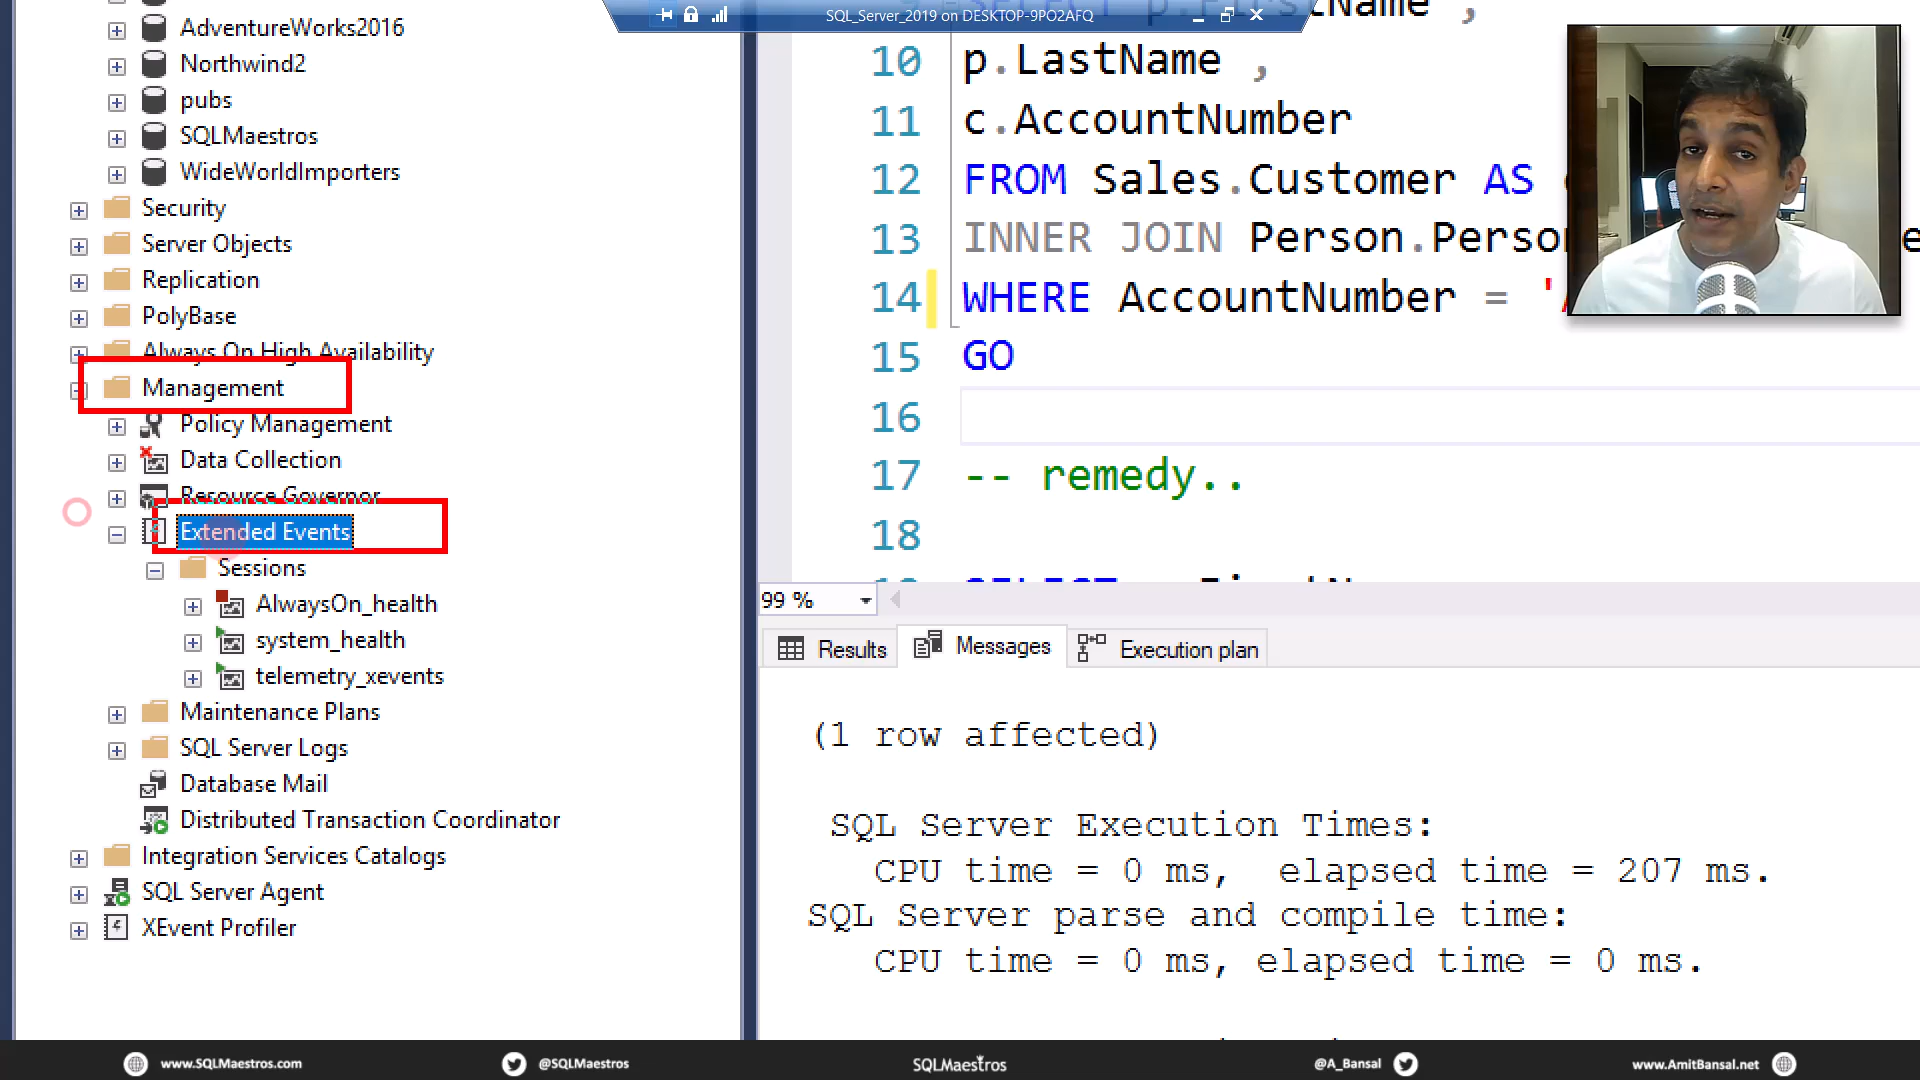 SQL_Server_2019 on DESKTOP-9PO2AFQ
AdventureWorks2016
Northwind2
pubs
SQLMaestros
WideWorldImporters
Security
Server Objects
Replication
PolyBase
Always On High Availability
Management
Policy Management
Data Collection
Resource Governor
Extended Events
Sessions
AlwaysOn_health
system_health
telemetry_xevents
Maintenance Plans
SQL Server Logs
Database Mail
Distributed Transaction Coordinator
Integration Services Catalogs
SQL Server Agent
XEvent Profiler
9 SELECT p.FirstName ,
10 p.LastName ,
11 c.AccountNumber
12 FROM Sales.Customer AS
13 INNER JOIN Person.Person
14 WHERE AccountNumber = '
15 GO
16
17 -- remedy..
18
99 %
Results Messages Execution plan
(1 row affected)
SQL Server Execution Times:
CPU time = 0 ms, elapsed time = 207 ms.
SQL Server parse and compile time:
CPU time = 0 ms, elapsed time = 0 ms.
www.SQLMaestros.com @SQLMaestros SQLMaestros @A_Bansal www.AmitBansal.net